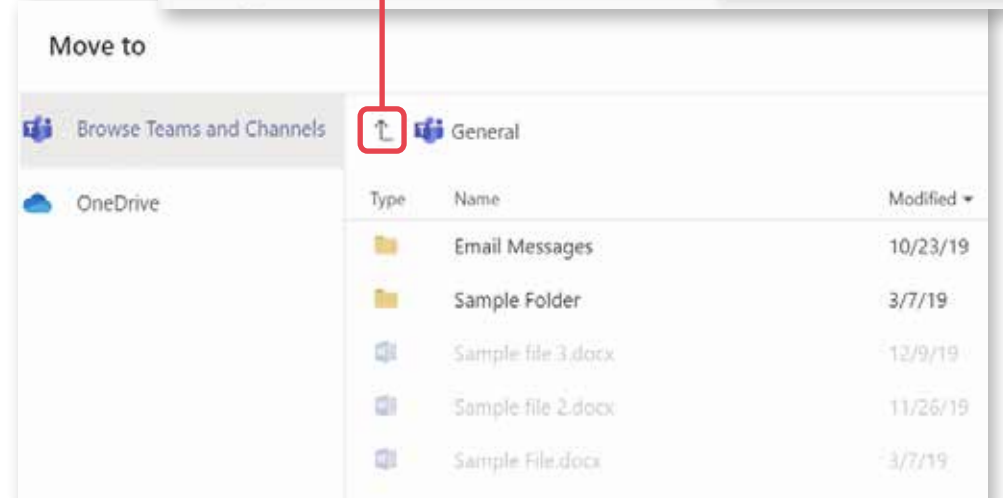 Move to
Browse Teams and Channels
General
OneDrive
Type Name Modified
Email Messages 10/23/19
Sample Folder 3/7/19
Sample file 3.docx 12/9/19
Sample file 2.docx 11/26/19
Sample File.docx 3/7/19